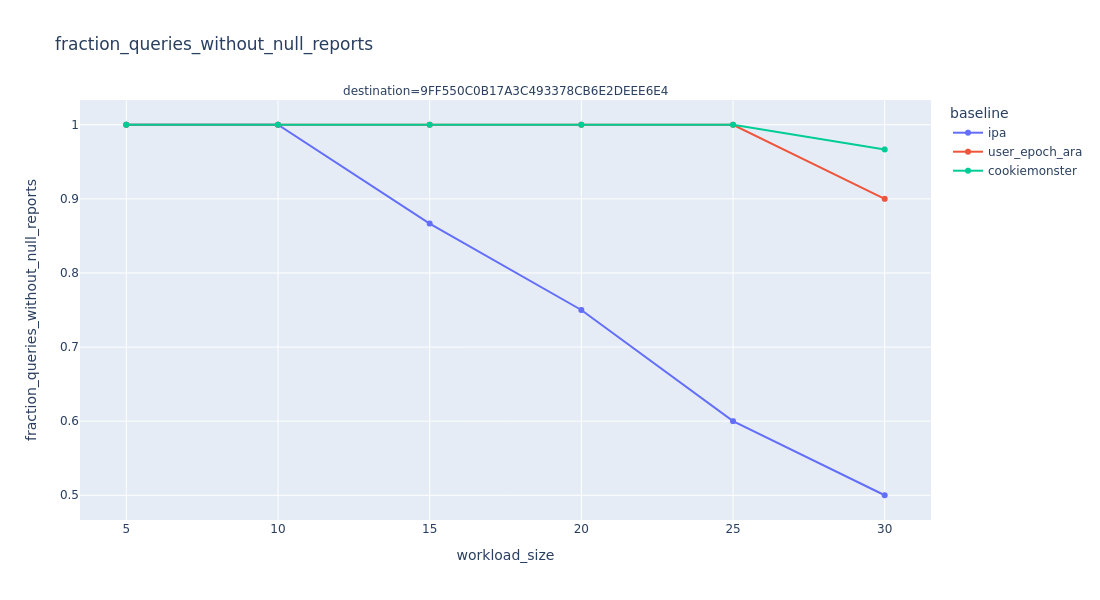 fraction_queries_without_null_reports
destination=9FF550C0B17A3C493378CB6E2DEEE6E4
baseline
ipa
user_epoch_ara
cookiemonster
fraction_queries_without_null_reports
1
0.9
0.8
0.7
0.6
0.5
5 10 15 20 25 30
workload_size